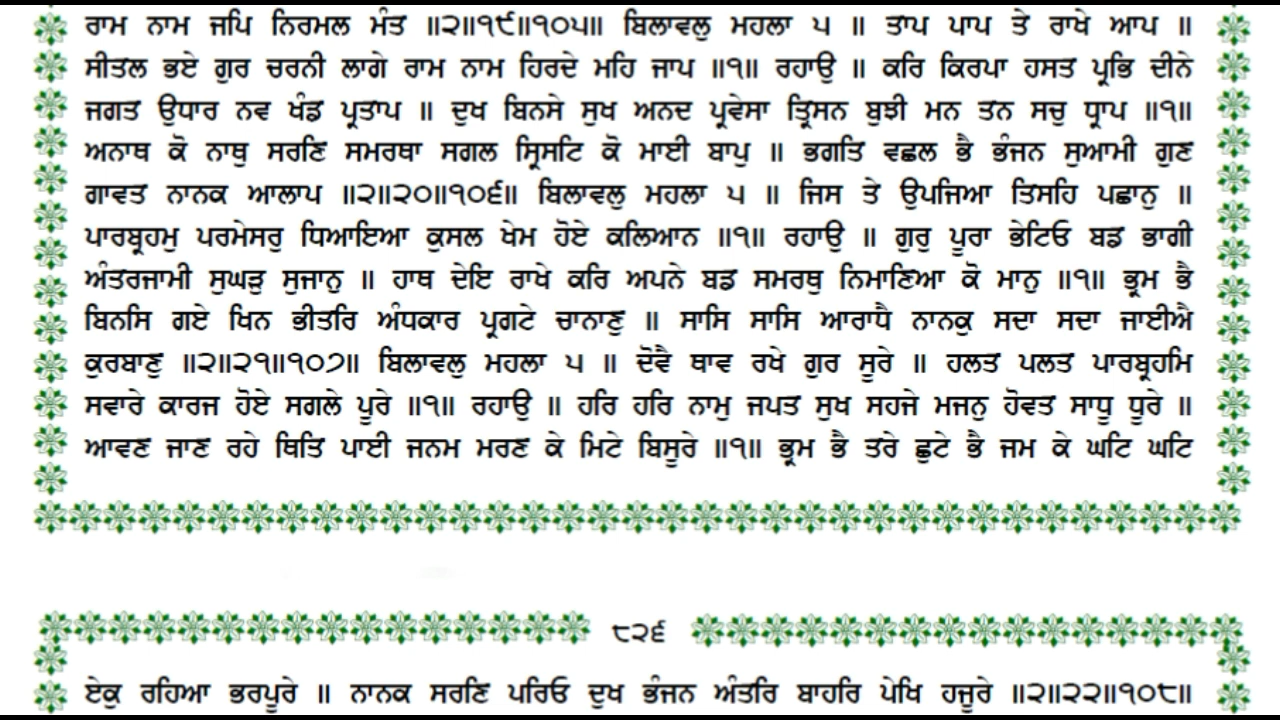 ਰਾਮ ਨਾਮ ਜਪਿ ਨਿਰਮਲ ਮੰਤ ॥੨॥੧੯॥੧੦੫॥ ਬਿਲਾਵਲੁ ਮਹਲਾ ੫ ॥ ਤਾਪ ਪਾਪ ਤੇ ਰਾਖੇ ਆਪ ॥
ਸੀਤਲ ਭਏ ਗੁਰ ਚਰਨੀ ਲਾਗੇ ਰਾਮ ਨਾਮ ਹਿਰਦੇ ਮਹਿ ਜਾਪ ॥੧॥ ਰਹਾਉ ॥ ਕਰਿ ਕਿਰਪਾ ਹਸਤ ਪ੍ਰਭਿ ਦੀਨੇ
ਜਗਤ ਉਧਾਰ ਨਵ ਖੰਡ ਪ੍ਰਤਾਪ ॥ ਦੁਖ ਬਿਨਸੇ ਸੁਖ ਅਨਦ ਪ੍ਰਵੇਸਾ ਤ੍ਰਿਸਨ ਬੁਝੀ ਮਨ ਤਨ ਸਚੁ ਧ੍ਰਾਪ ॥੧॥
ਅਨਾਥ ਕੋ ਨਾਥੁ ਸਰਣਿ ਸਮਰਥਾ ਸਗਲ ਸ੍ਰਿਸਟਿ ਕੋ ਮਾਈ ਬਾਪੁ ॥ ਭਗਤਿ ਵਛਲ ਭੈ ਭੰਜਨ ਸੁਆਮੀ ਗੁਣ
ਗਾਵਤ ਨਾਨਕ ਆਲਾਪ ॥੨॥੨੦॥੧੦੬॥ ਬਿਲਾਵਲੁ ਮਹਲਾ ੫ ॥ ਜਿਸ ਤੇ ਉਪਜਿਆ ਤਿਸਹਿ ਪਛਾਨੁ ॥
ਪਾਰਬ੍ਰਹਮੁ ਪਰਮੇਸਰੁ ਧਿਆਇਆ ਕੁਸਲ ਖੇਮ ਹੋਏ ਕਲਿਆਨ ॥੧॥ ਰਹਾਉ ॥ ਗੁਰੁ ਪੂਰਾ ਭੇਟਿਓ ਬਡ ਭਾਗੀ
ਅੰਤਰਜਾਮੀ ਸੁਘੜੁ ਸੁਜਾਨੁ ॥ ਹਾਥ ਦੇਇ ਰਾਖੇ ਕਰਿ ਅਪਨੇ ਬਡ ਸਮਰਥੁ ਨਿਮਾਣਿਆ ਕੋ ਮਾਨੁ ॥੧॥ ਭ੍ਰਮ ਭੈ
ਬਿਨਸਿ ਗਏ ਖਿਨ ਭੀਤਰਿ ਅੰਧਕਾਰ ਪ੍ਰਗਟੇ ਚਾਨਾਣੁ ॥ ਸਾਸਿ ਸਾਸਿ ਆਰਾਧੈ ਨਾਨਕੁ ਸਦਾ ਸਦਾ ਜਾਈਐ
ਕੁਰਬਾਣੁ ॥੨॥੨੧॥੧੦੭॥ ਬਿਲਾਵਲੁ ਮਹਲਾ ੫ ॥ ਦੋਵੈ ਥਾਵ ਰਖੇ ਗੁਰ ਸੂਰੇ ॥ ਹਲਤ ਪਲਤ ਪਾਰਬ੍ਰਹਮਿ
ਸਵਾਰੇ ਕਾਰਜ ਹੋਏ ਸਗਲੇ ਪੂਰੇ ॥੧॥ ਰਹਾਉ ॥ ਹਰਿ ਹਰਿ ਨਾਮੁ ਜਪਤ ਸੁਖ ਸਹਜੇ ਮਜਨੁ ਹੋਵਤ ਸਾਧੂ ਧੂਰੇ ॥
ਆਵਣ ਜਾਣ ਰਹੇ ਥਿਤਿ ਪਾਈ ਜਨਮ ਮਰਣ ਕੇ ਮਿਟੇ ਬਿਸੂਰੇ ॥੧॥ ਭ੍ਰਮ ਭੈ ਤਰੇ ਛੁਟੇ ਭੈ ਜਮ ਕੇ ਘਟਿ ਘਟਿ
੮੨੬
ਏਕੁ ਰਹਿਆ ਭਰਪੂਰੇ ॥ ਨਾਨਕ ਸਰਣਿ ਪਰਿਓ ਦੁਖ ਭੰਜਨ ਅੰਤਰਿ ਬਾਹਰਿ ਪੇਖਿ ਹਜੂਰੇ ॥੨॥੨੨॥੧੦੮॥